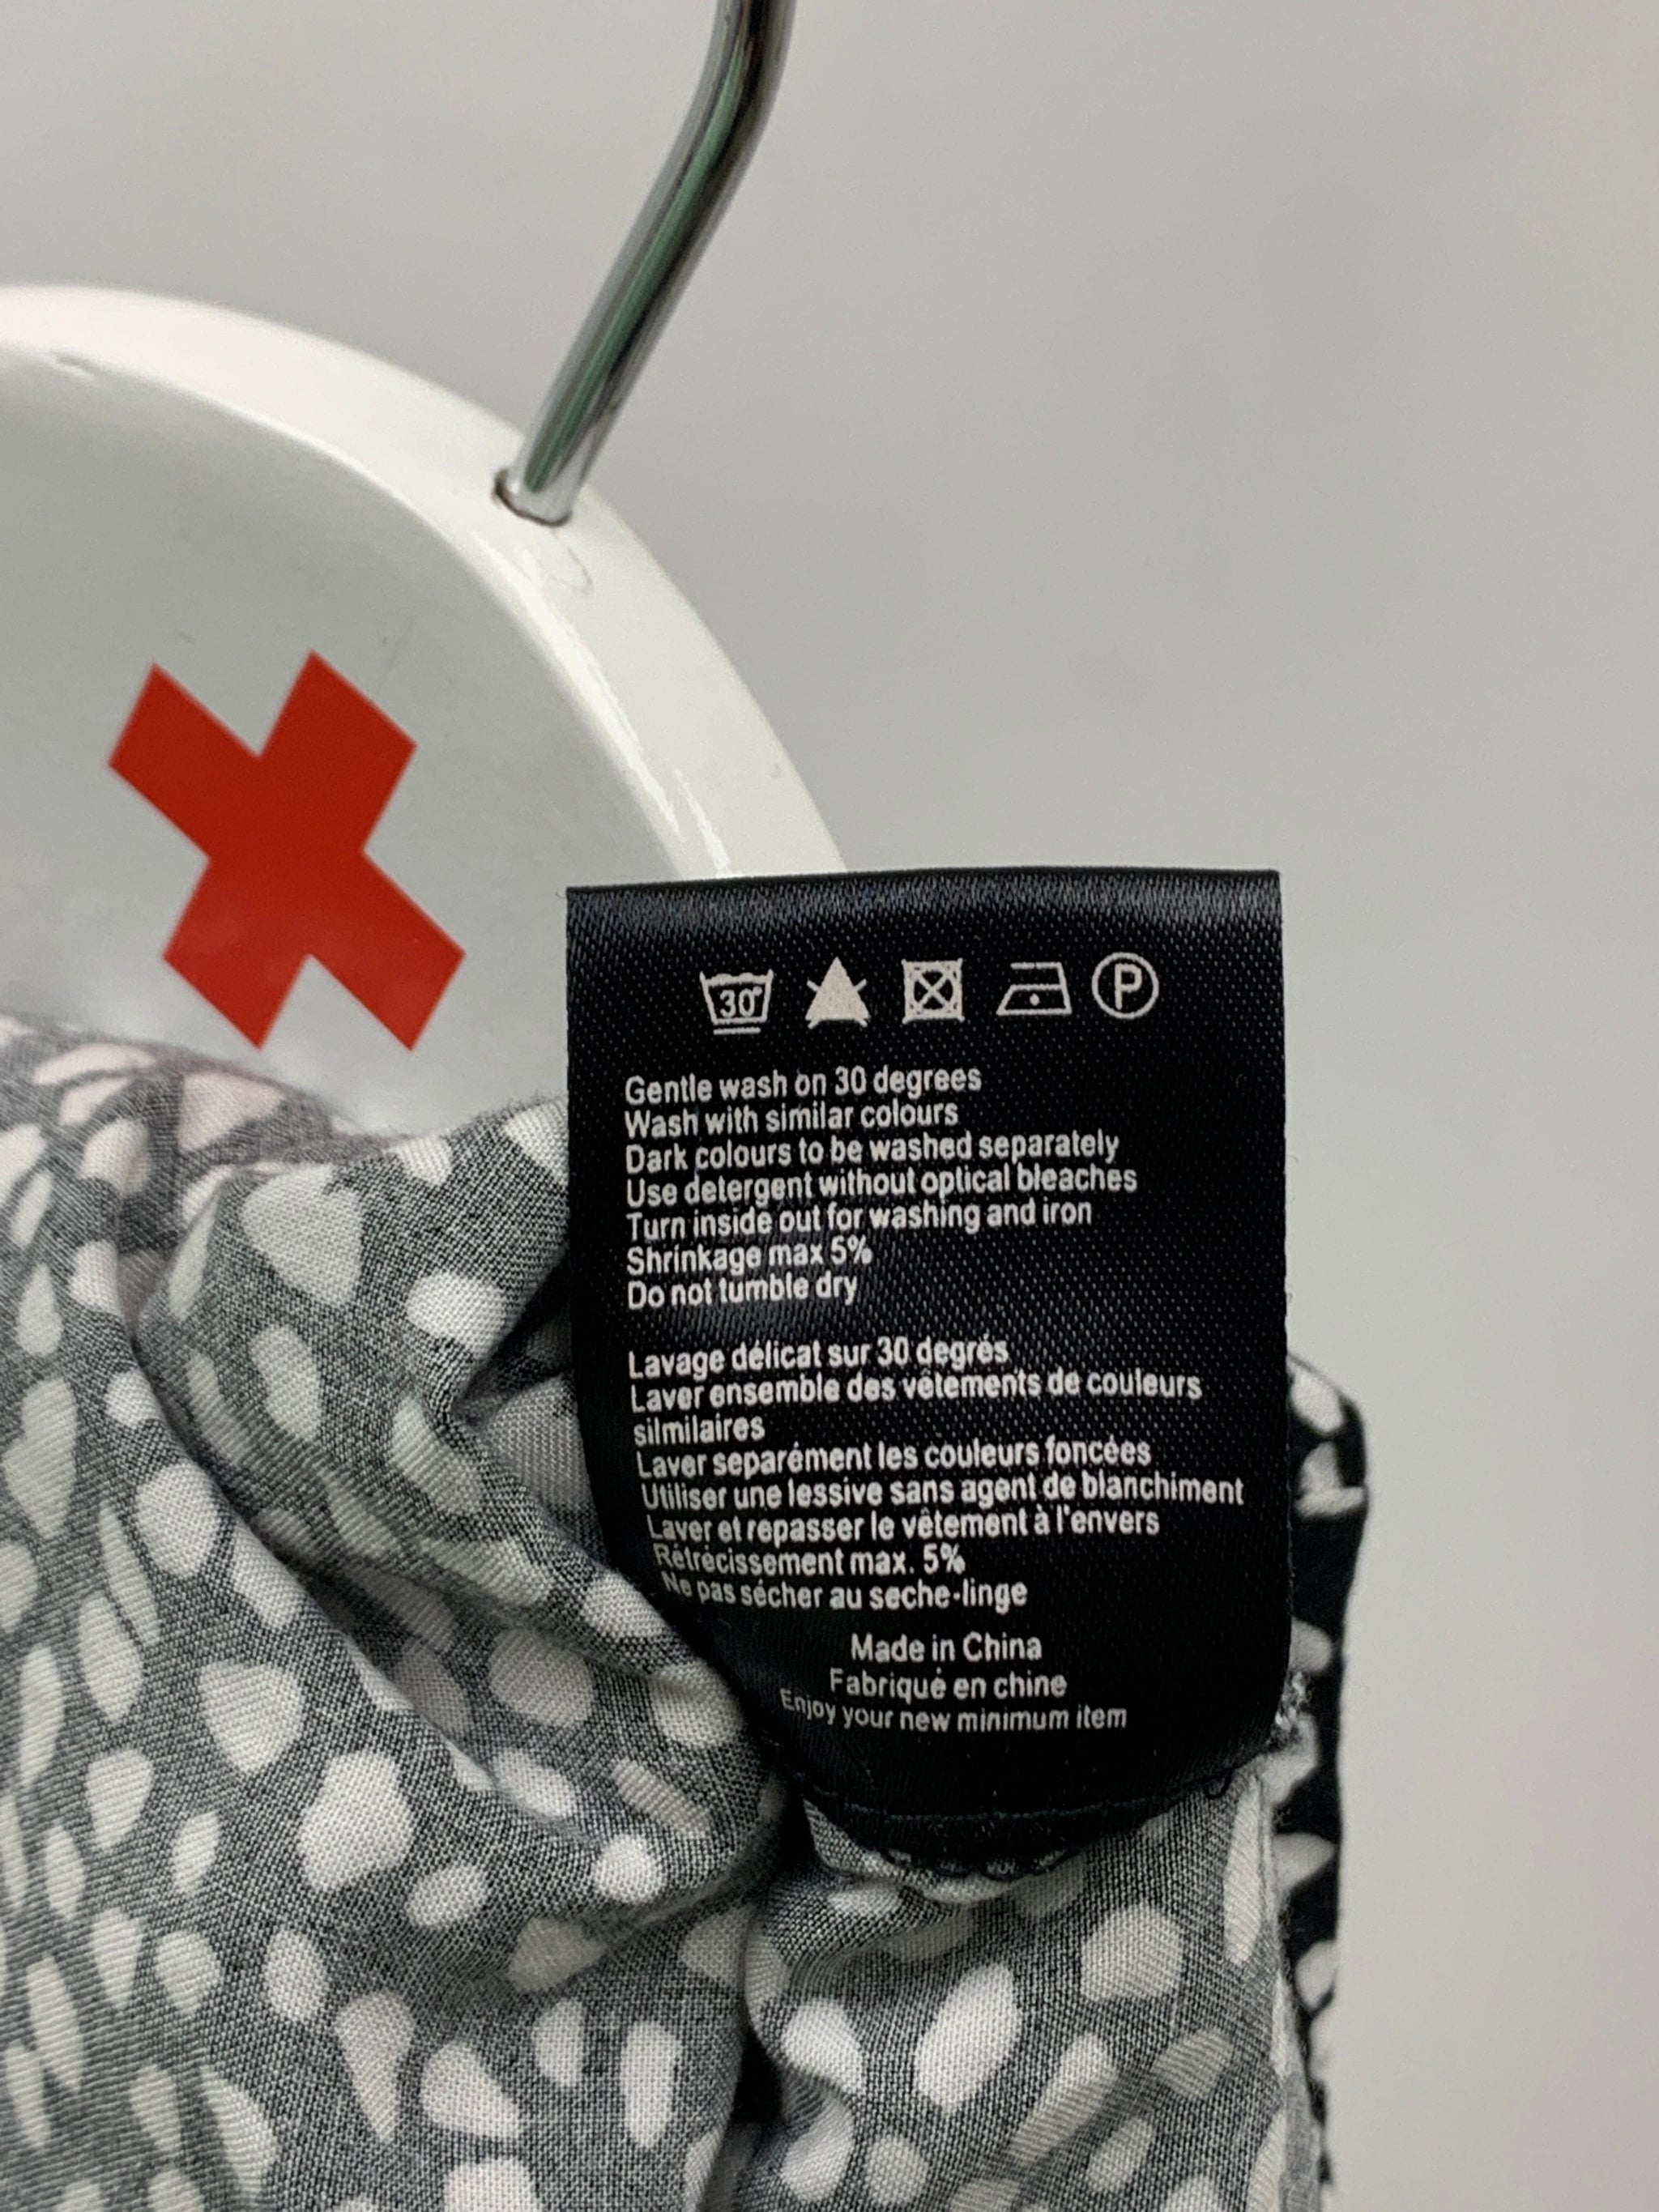 30°
P
Gentle wash on 30 degrees
Wash with similar colours
Dark colours to be washed separately
Use detergent without optical bleaches
Turn inside out for washing and iron
Shrinkage max 5%
Do not tumble dry
Lavage délicat sur 30 degrés
Laver ensemble des vêtements de couleurs
silmilaires
Laver separément les couleurs foncées
Utiliser une lessive sans agent de blanchiment
Laver et repasser le vêtement à l'envers
Rétrécissement max. 5%
Ne pas sécher au seche-linge
Made in China
Fabriqué en chine
Enjoy your new minimum item